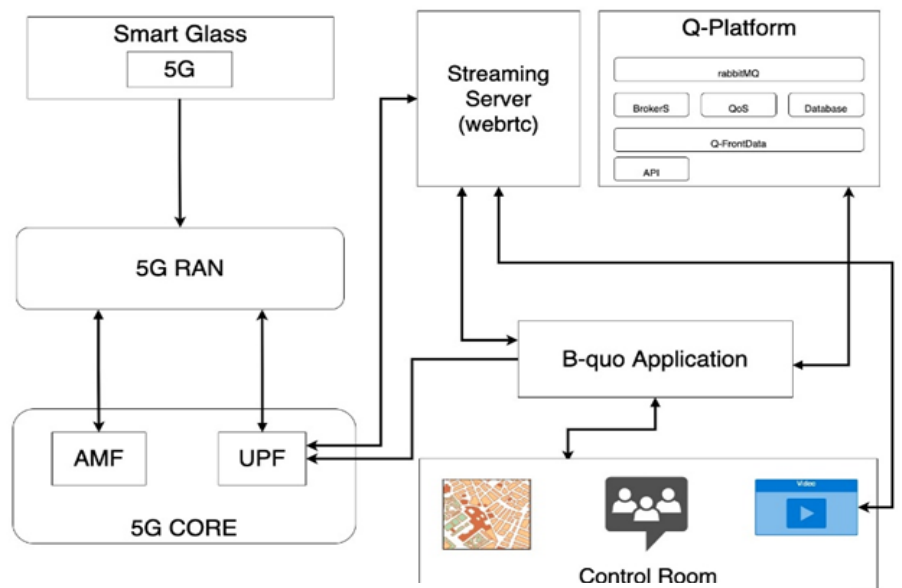 Smart Glass
5G
5G RAN
AMF
UPF
5G CORE
Streaming
Server
(webrtc)
Q-Platform
rabbitMQ
BrokerS
QoS
Database
Q-FrontData
API
B-quo Application
Video
Control Room